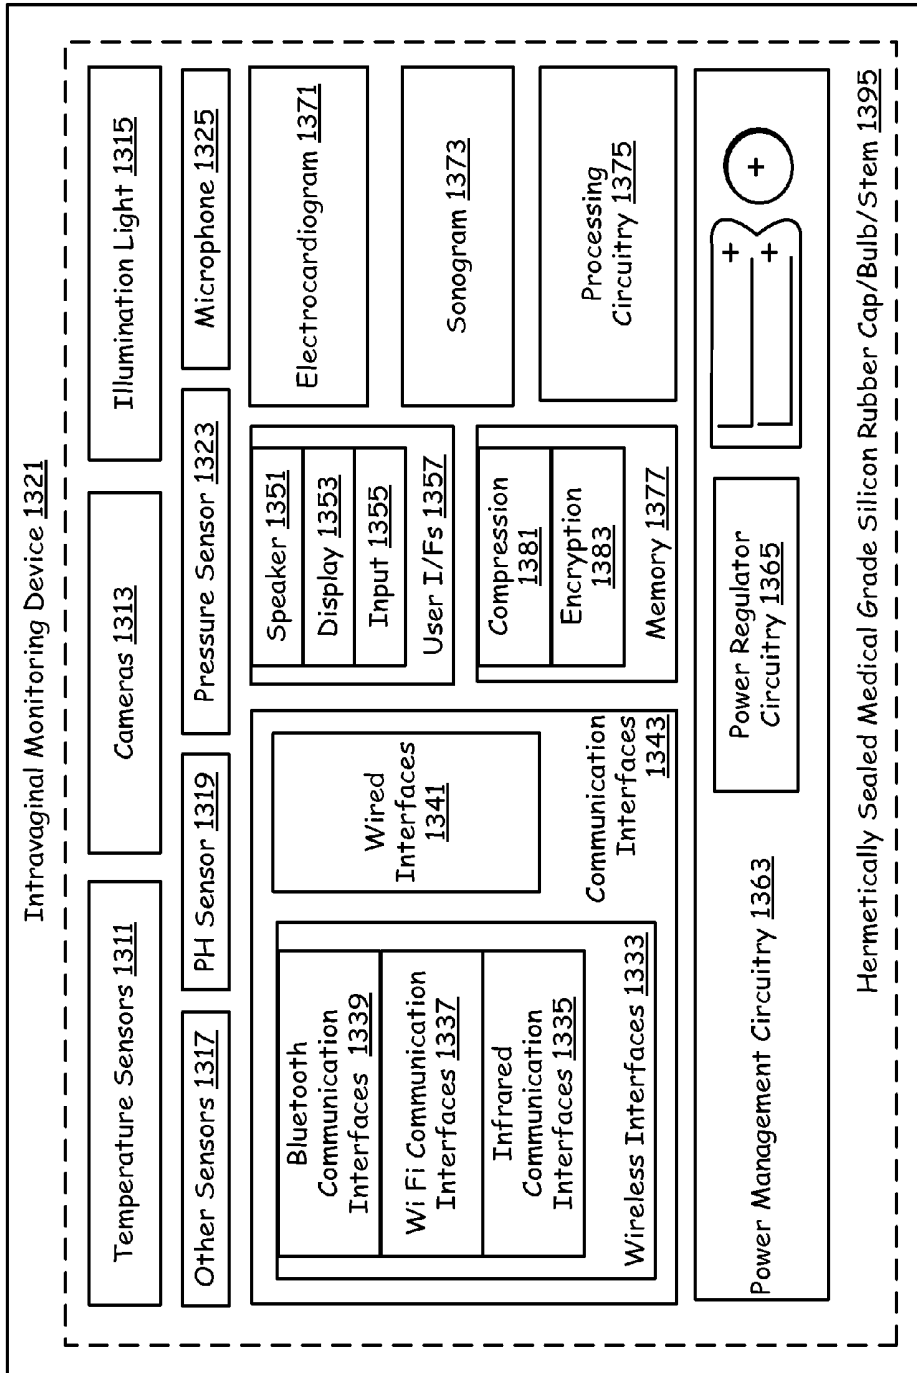 Intravaginal Monitoring Device 1321
Temperature Sensors 1311
Cameras 1313
Illumination Light 1315
Other Sensors 1317
PH Sensor 1319
Pressure Sensor 1323
Microphone 1325
Bluetooth
Communication
Interfaces 1339
Wi Fi Communication
Interfaces 1337
Infrared
Communication
Interfaces 1335
Wireless Interfaces 1333
Wired
Interfaces
1341
Communication
Interfaces
1343
Speaker 1351
Display 1353
Input 1355
User I/Fs 1357
Compression
1381
Encryption
1383
Memory 1377
Electrocardiogram 1371
Sonogram 1373
Processing
Circuitry 1375
Power Management Circuitry 1363
Power Regulator
Circuitry 1365
+
+
+
Hermetically Sealed Medical Grade Silicon Rubber Cap/Bulb/Stem 1395